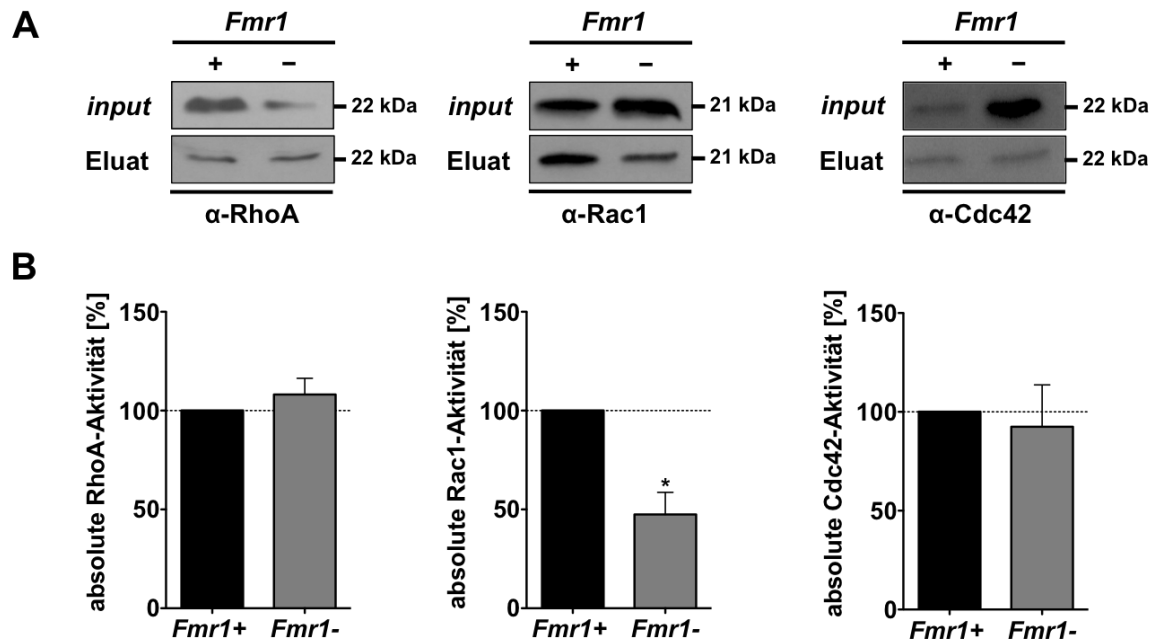 A
Fmr1 Fmr1 Fmr1
+ − + − + −
input 22 kDa input 21 kDa input 22 kDa
Eluat 22 kDa Eluat 21 kDa Eluat 22 kDa
α-RhoA α-Rac1 α-Cdc42
B
absolute RhoA-Aktivität [%]
150
100
50
0
Fmr1+ Fmr1-
absolute Rac1-Aktivität [%]
150
100
50
0
*
Fmr1+ Fmr1-
absolute Cdc42-Aktivität [%]
150
100
50
0
Fmr1+ Fmr1-